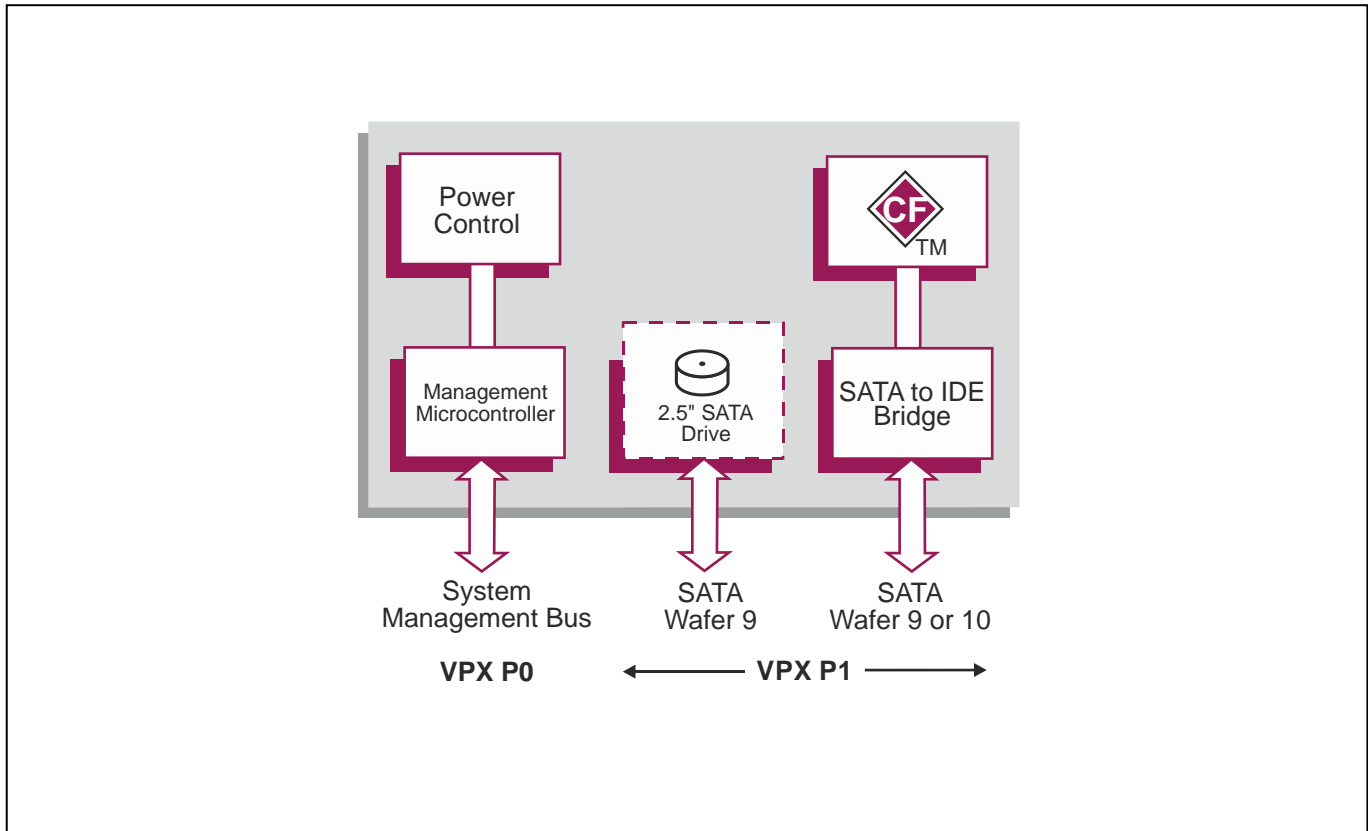 Power
Control
CF
TM
Management
Microcontroller
2.5" SATA
Drive
SATA to IDE
Bridge
System
Management Bus
SATA
Wafer 9
SATA
Wafer 9 or 10
VPX P0
VPX P1